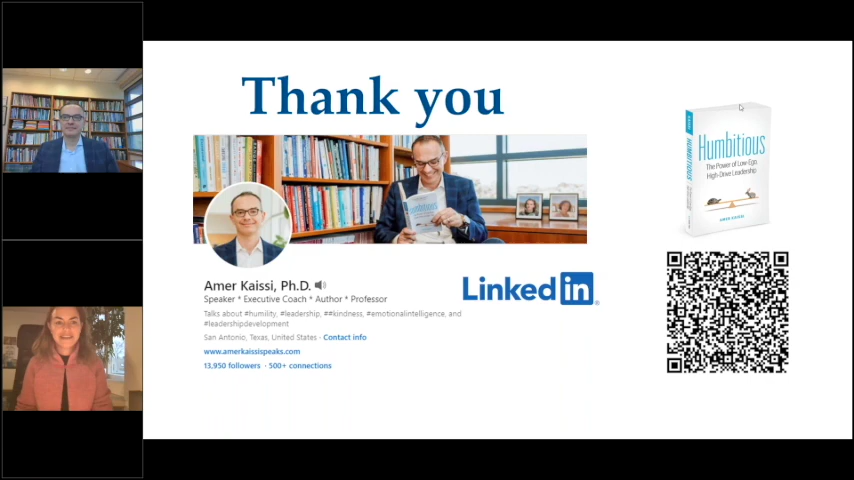 Thank you
Amer Kaissi, Ph.D.
Speaker * Executive Coach * Author * Professor
Talks about #humility, #leadership, ##kindness, #emotionalintelligence, and
#leadershipdevelopment
San Antonio, Texas, United States · Contact info
www.amerkaissispeaks.com
13,950 followers · 500+ connections
Linked in
HUMBITIOUS
Humbitious
The Power of Low-Ego,
High-Drive Leadership
AMER KAISSI